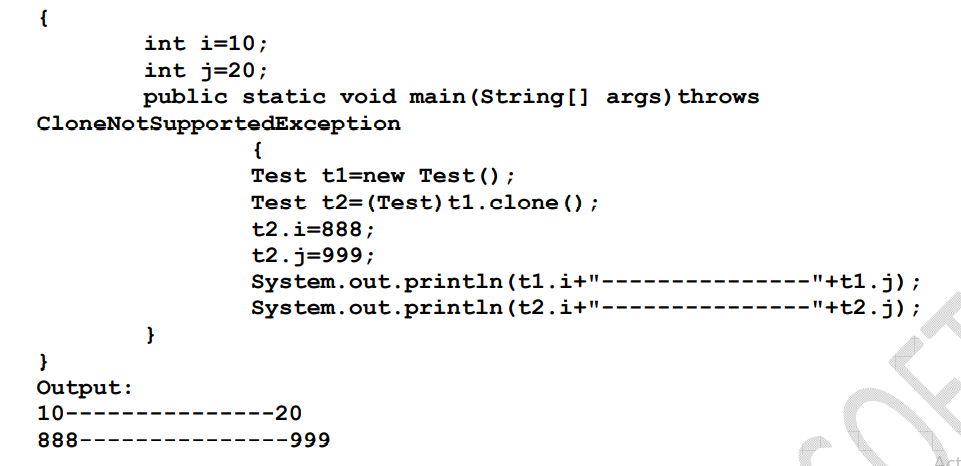 {
int i=10;
int j=20;
public static void main(String[] args)throws
CloneNotSupportedException
{
Test t1=new Test();
Test t2=(Test)t1.clone();
t2.i=888;
t2.j=999;
System.out.println(t1.i+"---------------"+t1.j);
System.out.println(t2.i+"---------------"+t2.j);
}
}
Output:
10---------------20
888---------------999